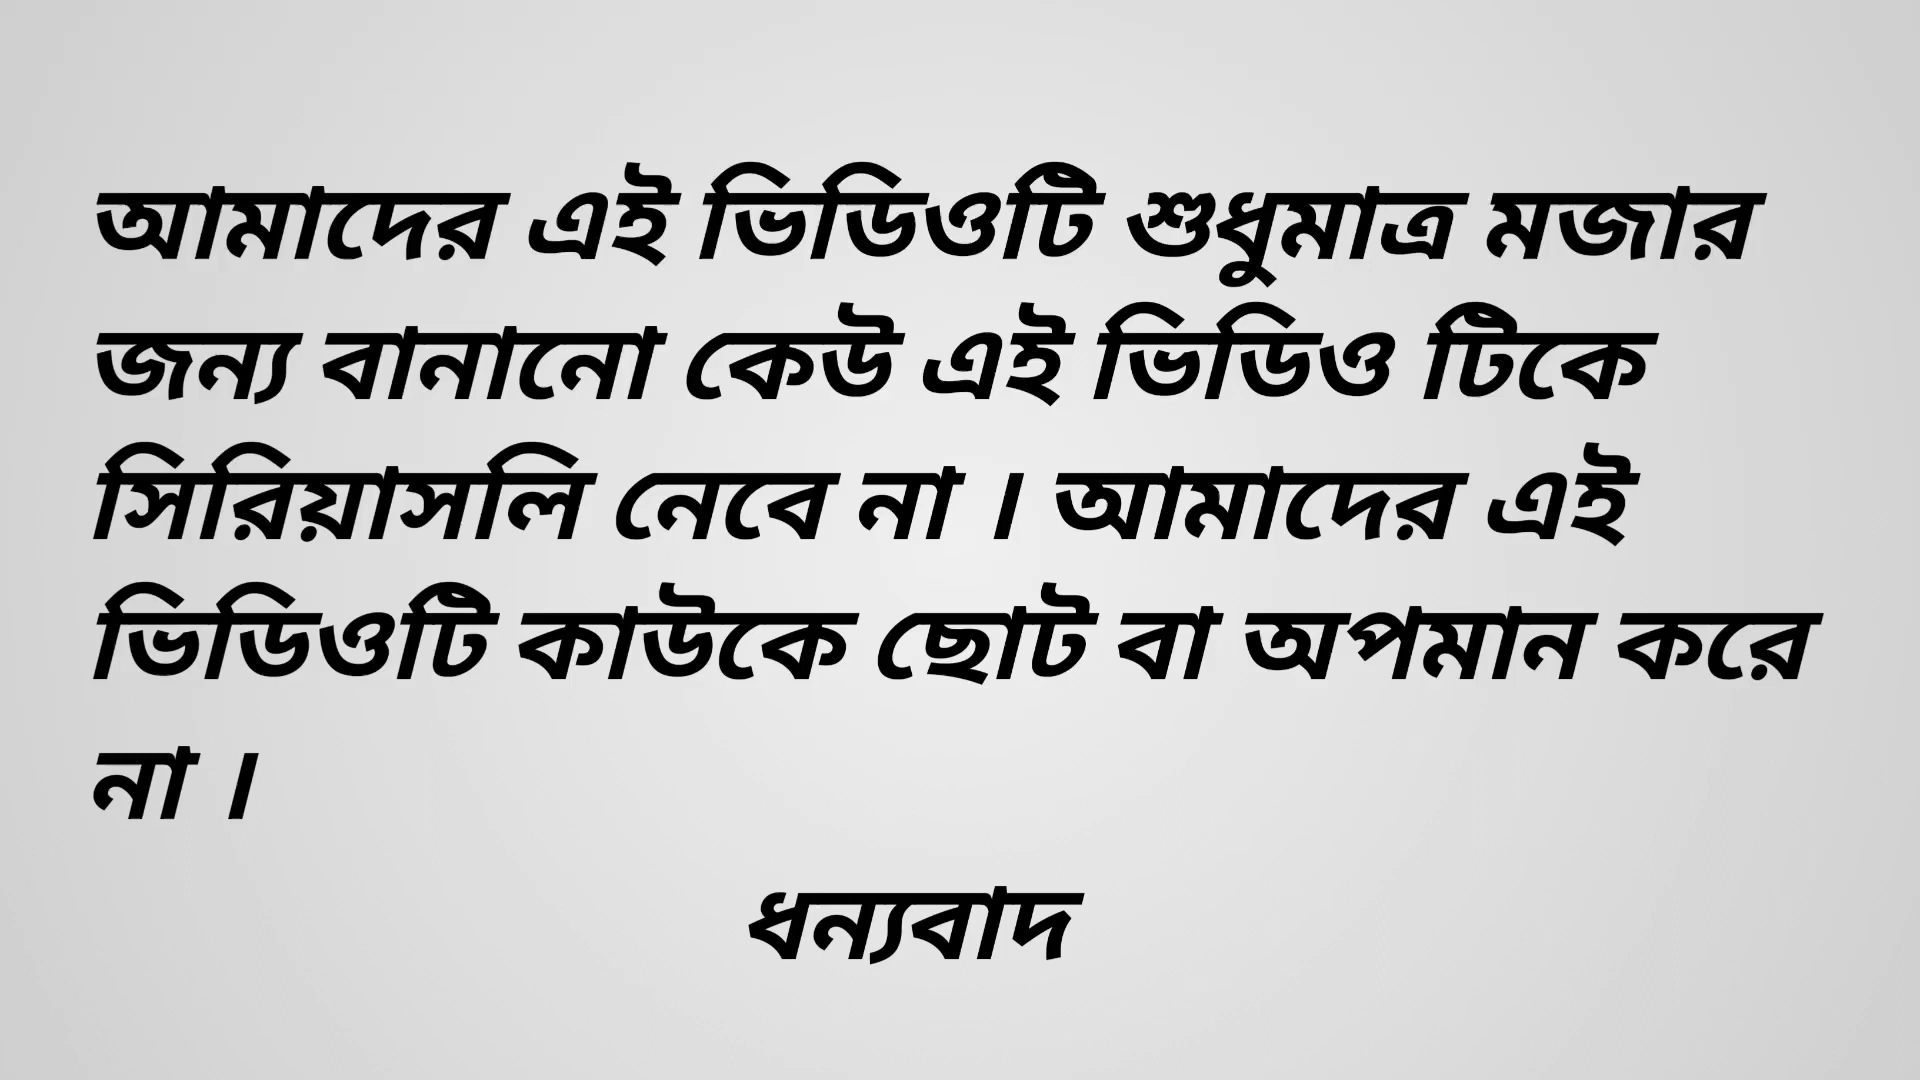 আমাদের এই ভিডিওটি শুধুমাত্র মজার
জন্য বানানো কেউ এই ভিডিও টিকে
সিরিয়াসলি নেবে না । আমাদের এই
ভিডিওটি কাউকে ছোট বা অপমান করে
না ।
ধন্যবাদ